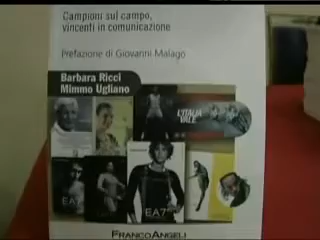 Campioni sul campo,
vincenti in comunicazione
Prefazione di Giovanni Malagò
Barbara Ricci
Mimmo Ugliano
L'ITALIA
VALE
EA7
EA7
FRANCOANGELI